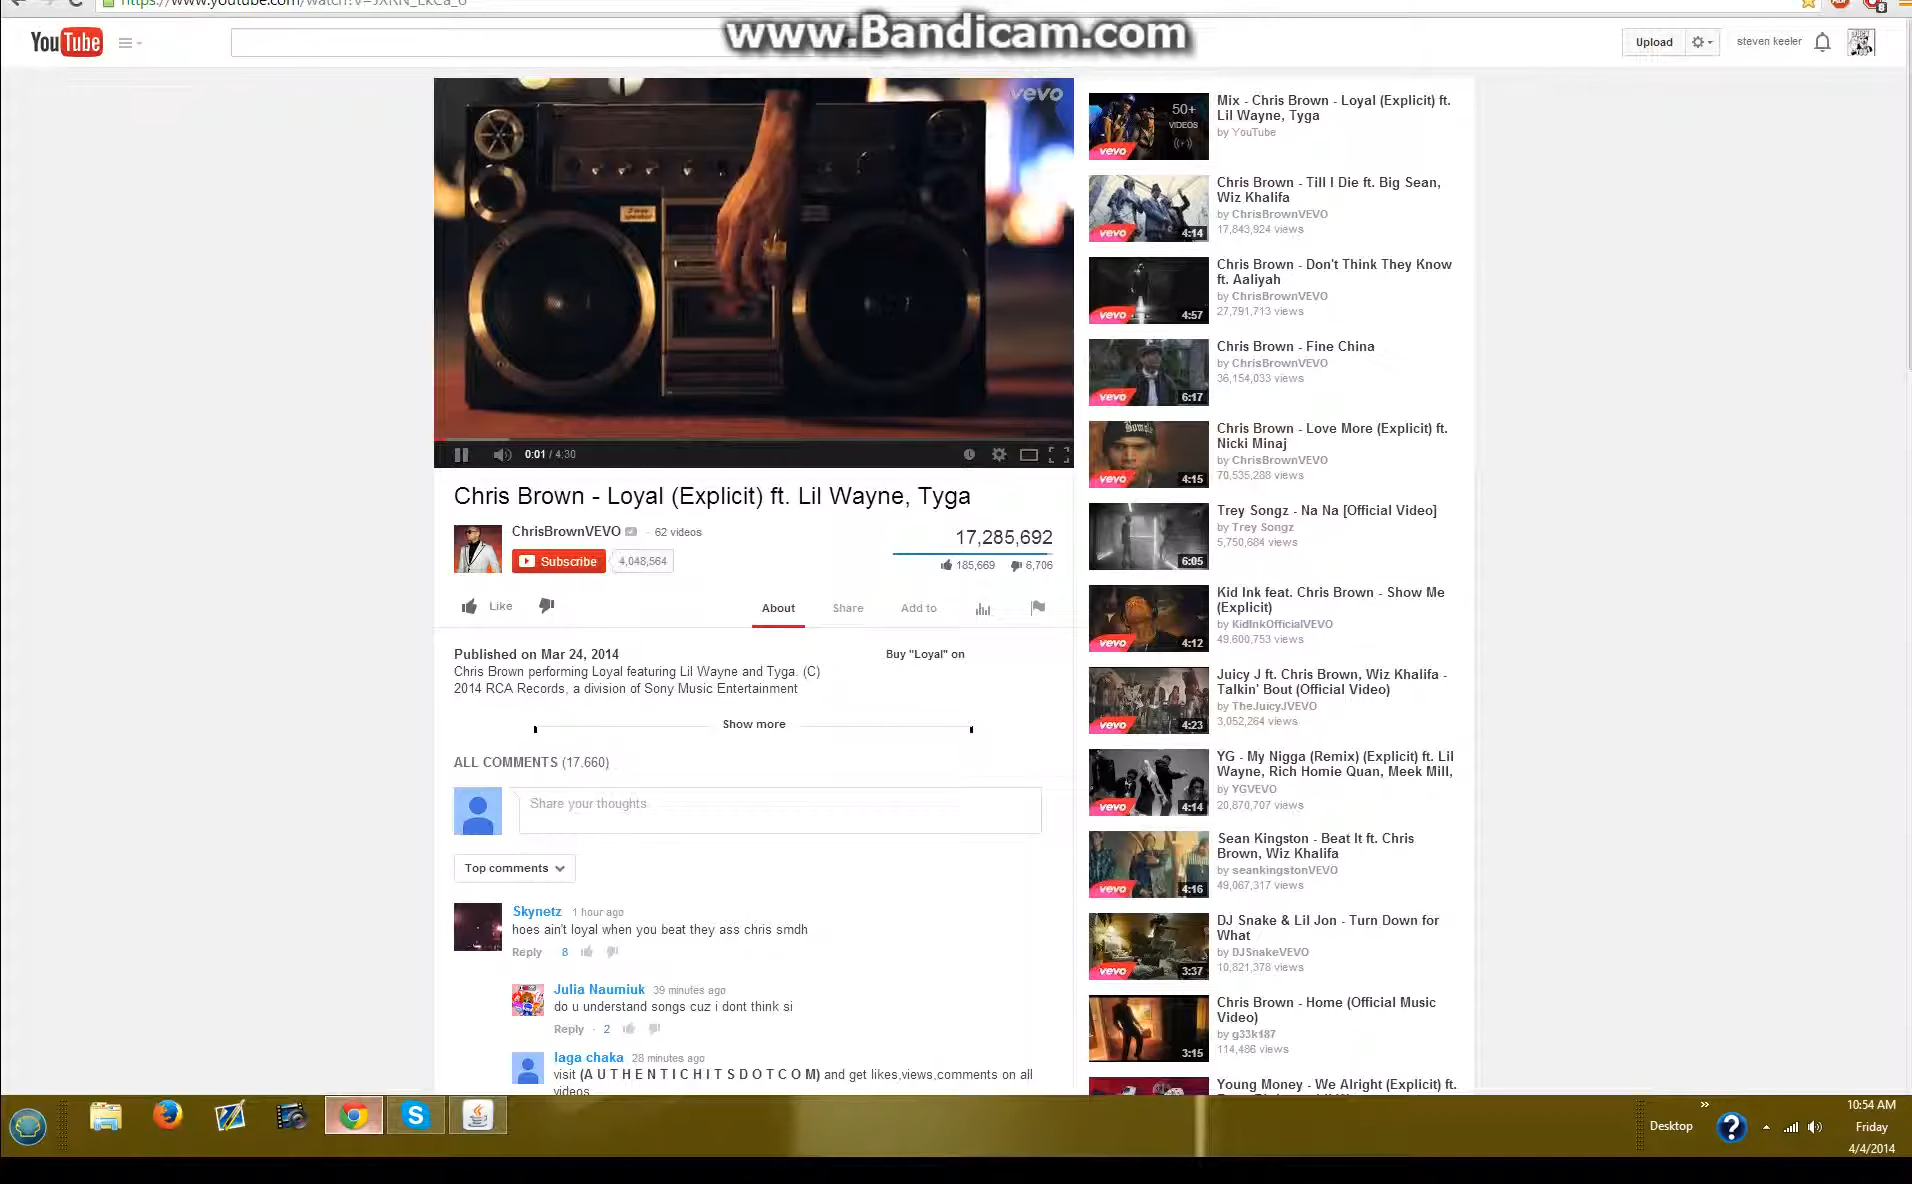 www.Bandicam.com
You Tube
Upload
steven keeler
vevo
0:01 / 4:30
Chris Brown - Loyal (Explicit) ft. Lil Wayne, Tyga
ChrisBrownVEVO · 62 videos
Subscribe 4,048,564
17,285,692
185,669 6,706
Like
About Share Add to
Published on Mar 24, 2014
Buy "Loyal" on
Chris Brown performing Loyal featuring Lil Wayne and Tyga. (C)
2014 RCA Records, a division of Sony Music Entertainment
Show more
ALL COMMENTS (17,660)
Share your thoughts
Top comments
Skynetz 1 hour ago
hoes ain't loyal when you beat they ass chris smdh
Reply 8
Julia Naumiuk 39 minutes ago
do u understand songs cuz i dont think si
Reply · 2
laga chaka 28 minutes ago
visit (A U T H E N T I C H I T S D O T C O M) and get likes,views,comments on all
videos
50+
VIDEOS
vevo
Mix - Chris Brown - Loyal (Explicit) ft.
Lil Wayne, Tyga
by YouTube
vevo 4:14
Chris Brown - Till I Die ft. Big Sean,
Wiz Khalifa
by ChrisBrownVEVO
17,843,924 views
vevo 4:57
Chris Brown - Don't Think They Know
ft. Aaliyah
by ChrisBrownVEVO
27,791,713 views
vevo 6:17
Chris Brown - Fine China
by ChrisBrownVEVO
36,154,033 views
vevo 4:15
Chris Brown - Love More (Explicit) ft.
Nicki Minaj
by ChrisBrownVEVO
70,535,288 views
6:05
Trey Songz - Na Na [Official Video]
by Trey Songz
5,750,684 views
vevo 4:12
Kid Ink feat. Chris Brown - Show Me
(Explicit)
by KidInkOfficialVEVO
49,600,753 views
vevo 4:23
Juicy J ft. Chris Brown, Wiz Khalifa -
Talkin' Bout (Official Video)
by TheJuicyJVEVO
3,052,264 views
vevo 4:14
YG - My Nigga (Remix) (Explicit) ft. Lil
Wayne, Rich Homie Quan, Meek Mill,
by YGVEVO
20,870,707 views
vevo 4:16
Sean Kingston - Beat It ft. Chris
Brown, Wiz Khalifa
by seankingstonVEVO
49,067,317 views
vevo 3:37
DJ Snake & Lil Jon - Turn Down for
What
by DJSnakeVEVO
10,821,378 views
3:15
Chris Brown - Home (Official Music
Video)
by g33k187
114,486 views
Young Money - We Alright (Explicit) ft.
Desktop
10:54 AM
Friday
4/4/2014